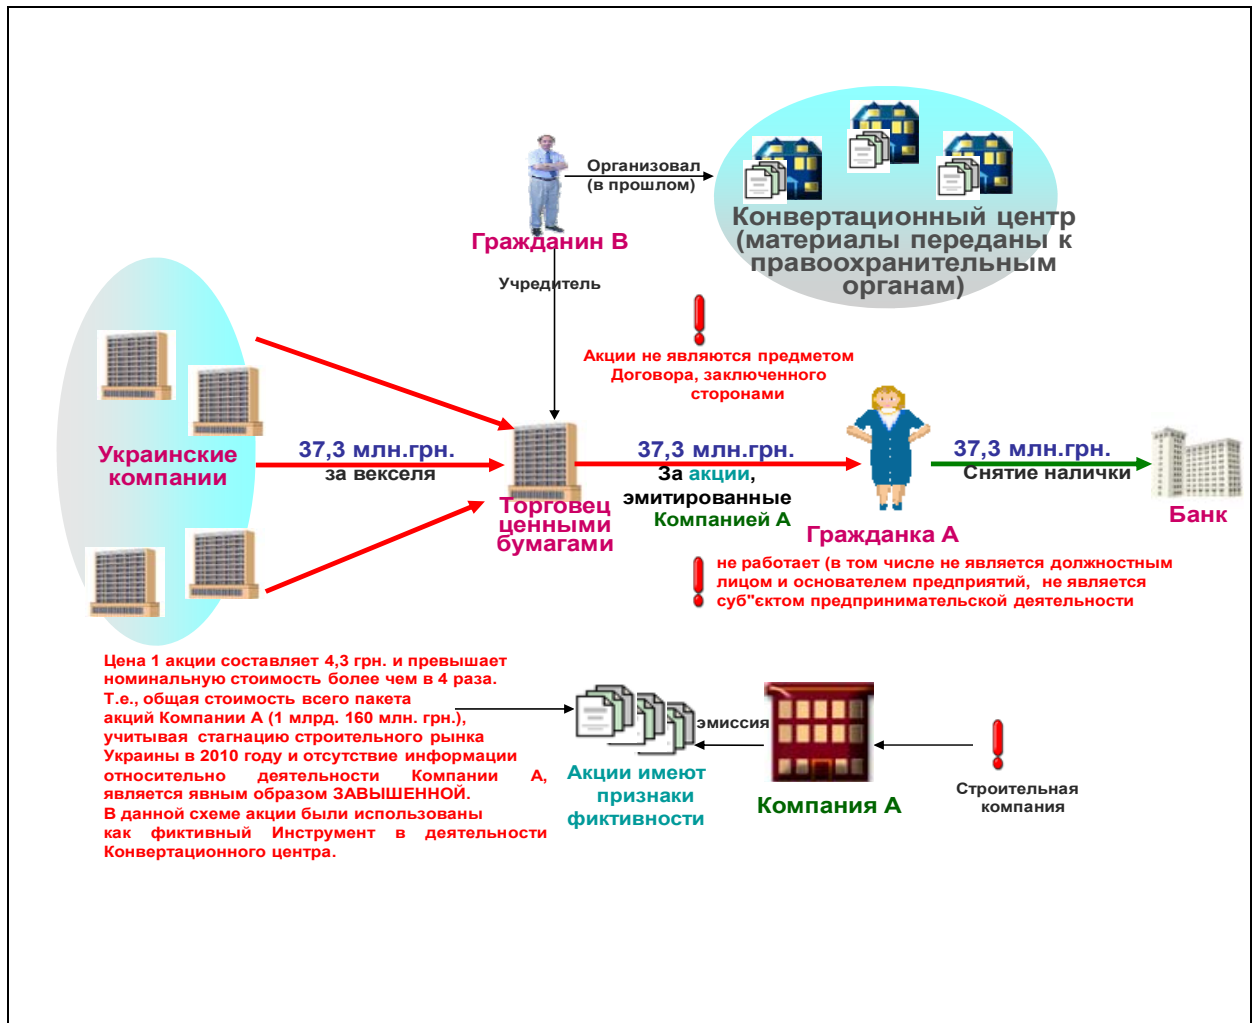 Организовал
(в прошлом)
Конвертационный центр
(материалы переданы к
правоохранительным
органам)
Гражданин В
Учредитель
Акции не являются предметом
Договора, заключенного
сторонами
Украинские
компании
37,3 млн.грн.
за векселя
Торговец
ценными
бумагами
37,3 млн.грн.
За акции,
эмитированные
Компанией А
Гражданка А
37,3 млн.грн.
Снятие налички
Банк
не работает (в том числе не является должностным
лицом и основателем предприятий, не является
суб"єктом предпринимательской деятельности
Цена 1 акции составляет 4,3 грн. и превышает
номинальную стоимость более чем в 4 раза.
Т.е., общая стоимость всего пакета
акций Компании А (1 млрд. 160 млн. грн.),
учитывая стагнацию строительного рынка
Украины в 2010 году и отсутствие информации
относительно деятельности Компании А,
является явным образом ЗАВЫШЕННОЙ.
В данной схеме акции были использованы
как фиктивный Инструмент в деятельности
Конвертационного центра.
эмиссия
Акции имеют
признаки
фиктивности
Компания А
Строительная
компания